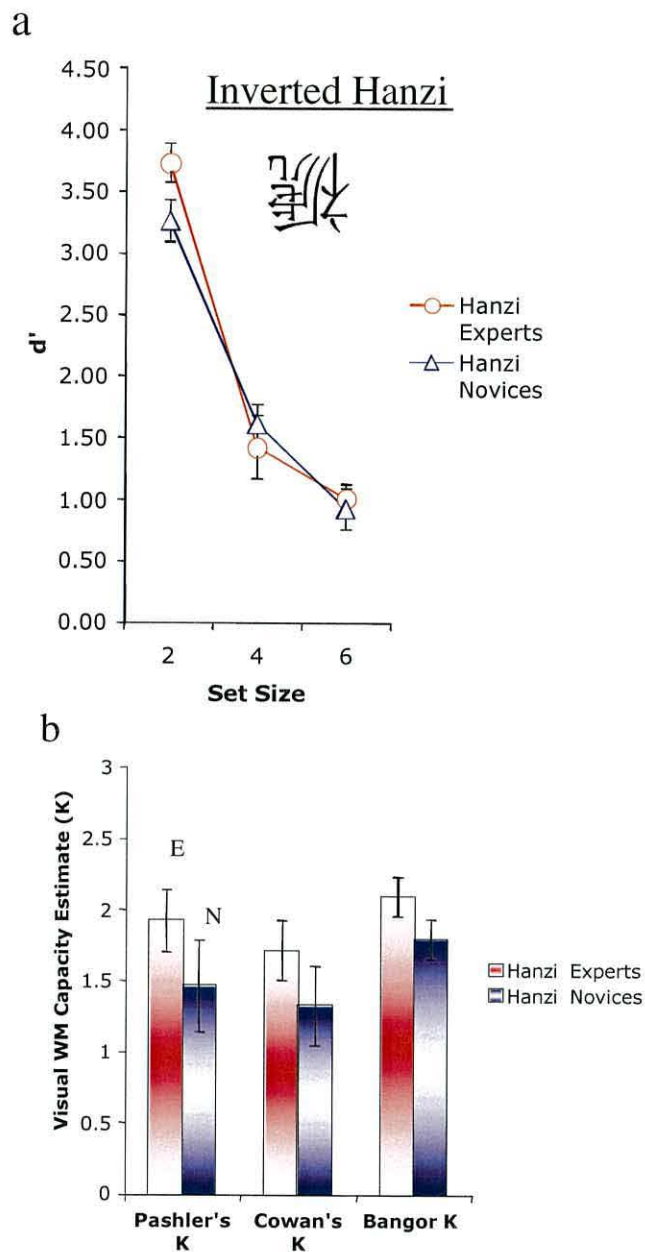 a
Inverted Hanzi
4.50
4.00
3.50
3.00
2.50
2.00
1.50
1.00
0.50
0.00
d'
2 4 6
Set Size
Hanzi
Experts
Hanzi
Novices
b
Visual WM Capacity Estimate (K)
3
2.5
2
1.5
1
0.5
0
E
N
Pashler's
K
Cowan's
K
Bangor K
Hanzi Experts
Hanzi Novices